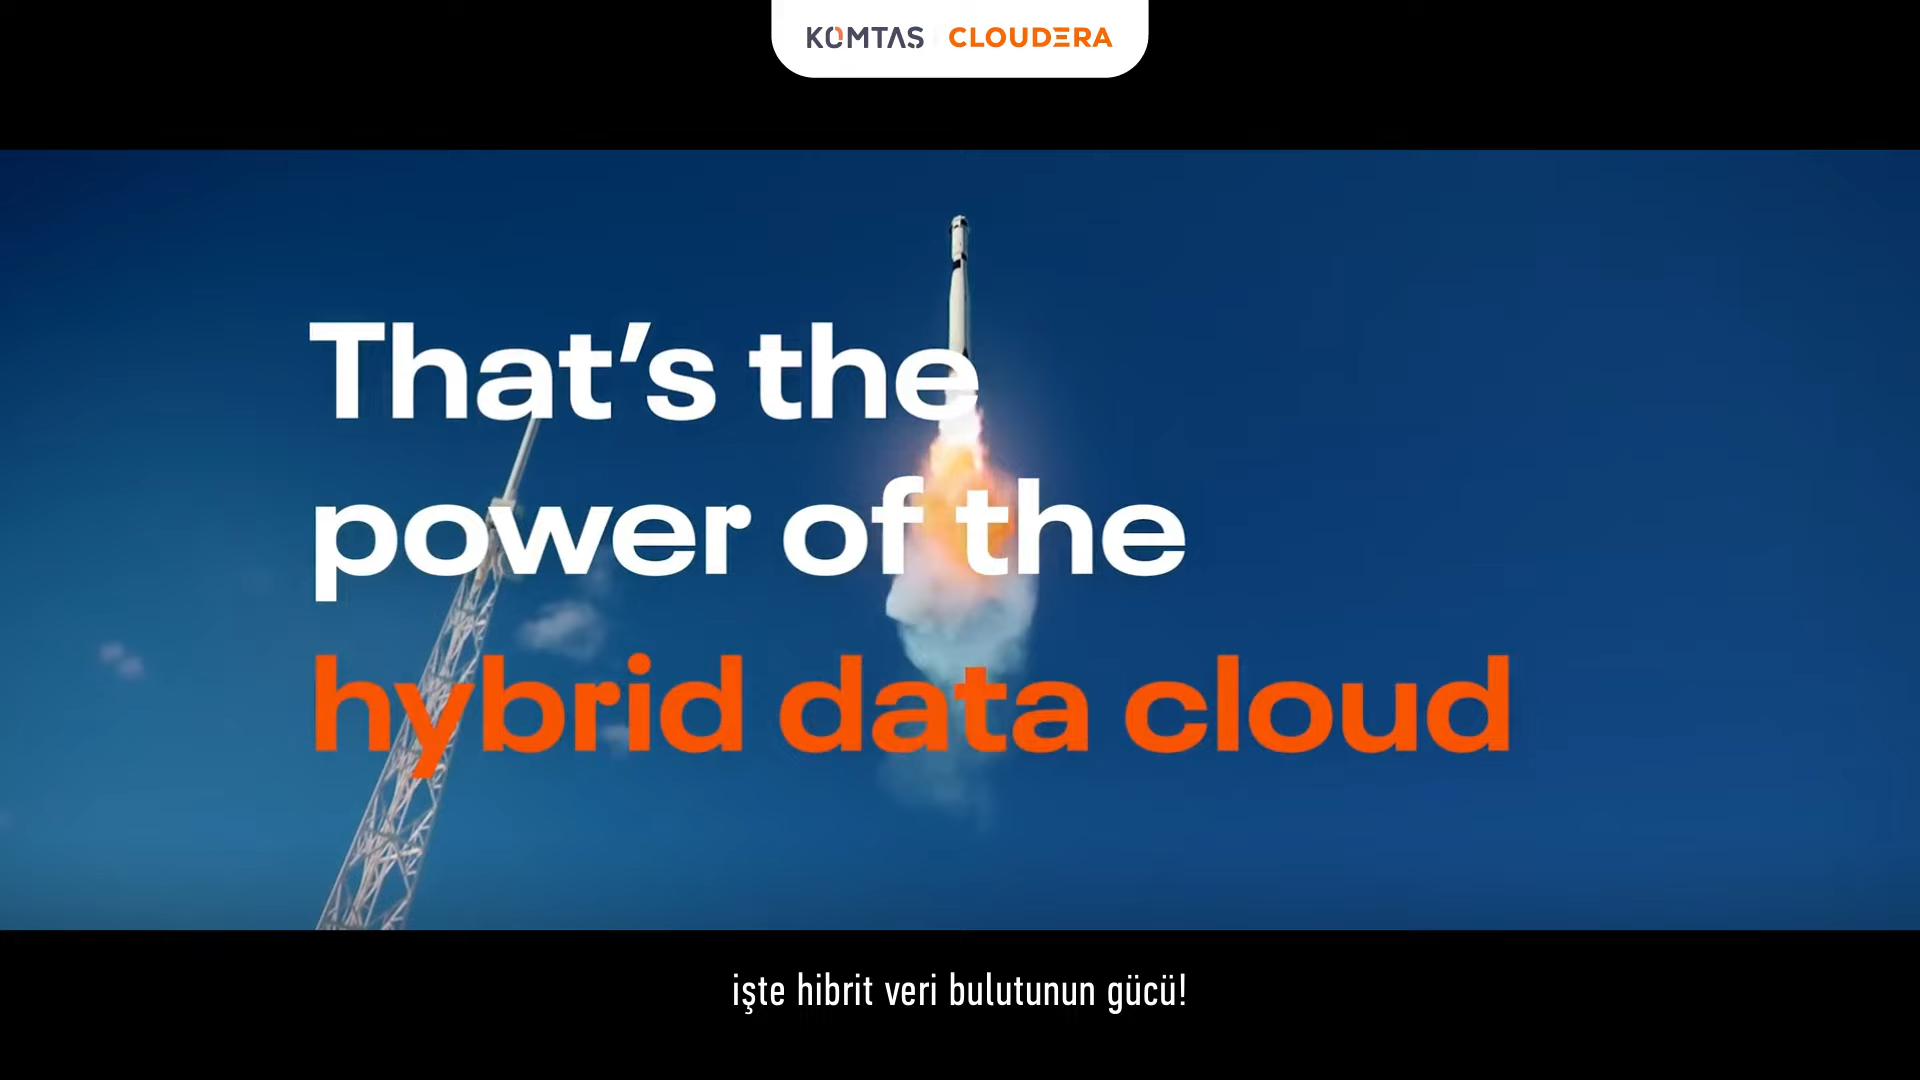 KOMTAS CLOUDERA
That's the
power of the
hybrid data cloud
işte hibrit veri bulutunun gücü!